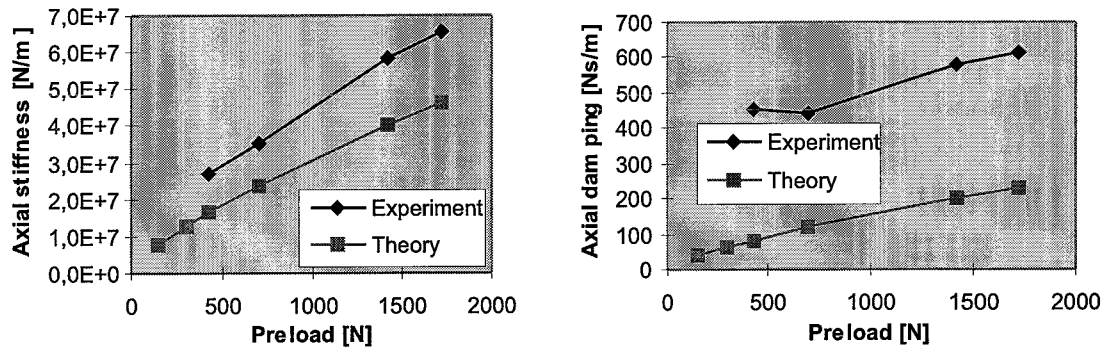 Axial stiffness [N/m]
7,0E+7
6,0E+7
5,0E+7
4,0E+7
3,0E+7
2,0E+7
1,0E+7
0,0E+0
Experiment
Theory
0 500 1000 1500 2000
Preload [N]
Axial dam ping [Ns/m]
700
600
500
400
300
200
100
0
Experiment
Theory
0 500 1000 1500 2000
Preload [N]